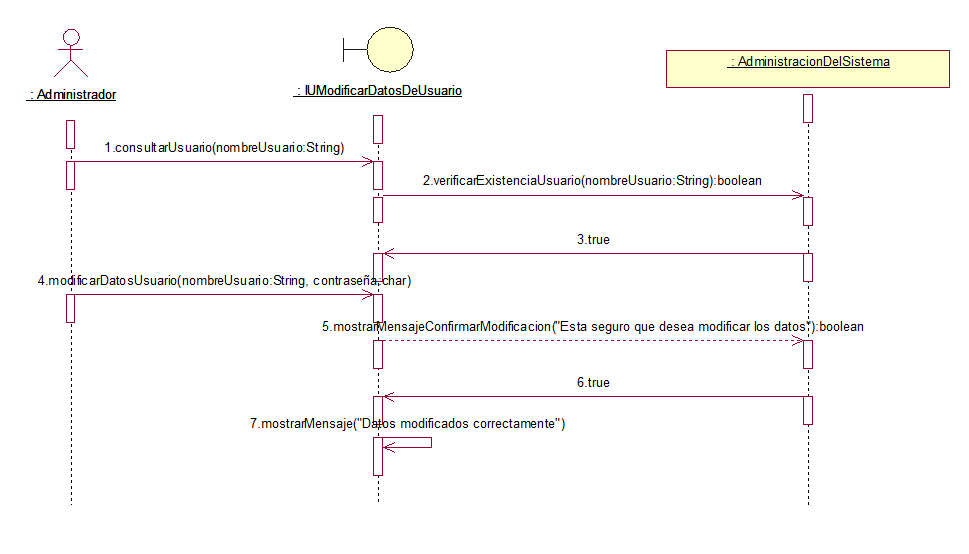 : Administrador
: IUModificarDatosDeUsuario
: AdministracionDelSistema
1.consultarUsuario(nombreUsuario:String)
2.verificarExistenciaUsuario(nombreUsuario:String):boolean
3.true
4.modificarDatosUsuario(nombreUsuario:String, contraseña:char)
5.mostrarMensajeConfirmarModificacion("Esta seguro que desea modificar los datos"):boolean
6.true
7.mostrarMensaje("Datos modificados correctamente")